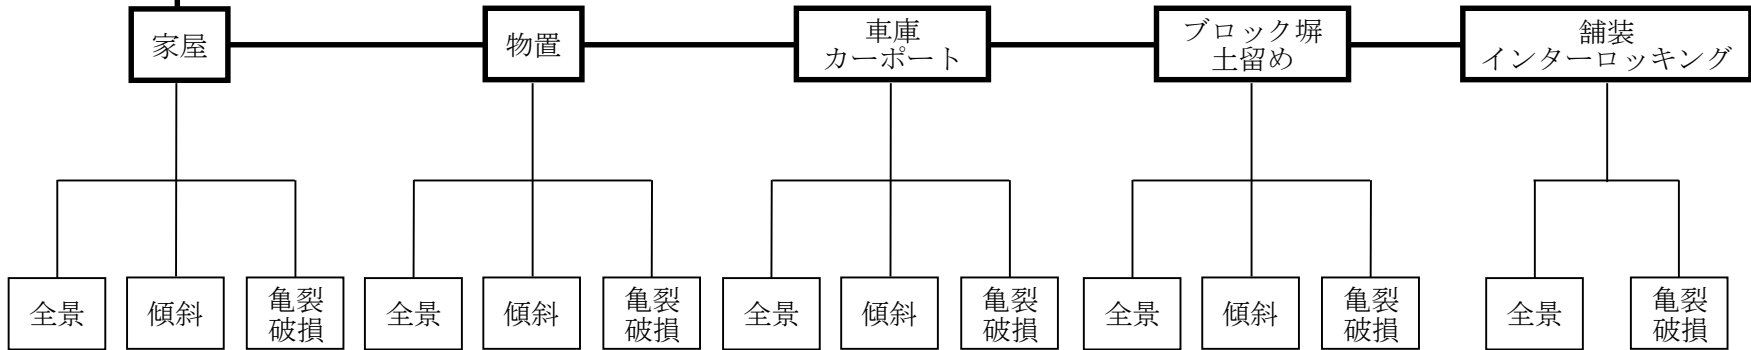 家屋
物置
車庫
カーポート
ブロック塀
土留め
舗装
インターロッキング
全景
傾斜
亀裂
破損
全景
傾斜
亀裂
破損
全景
傾斜
亀裂
破損
全景
傾斜
亀裂
破損
全景
亀裂
破損